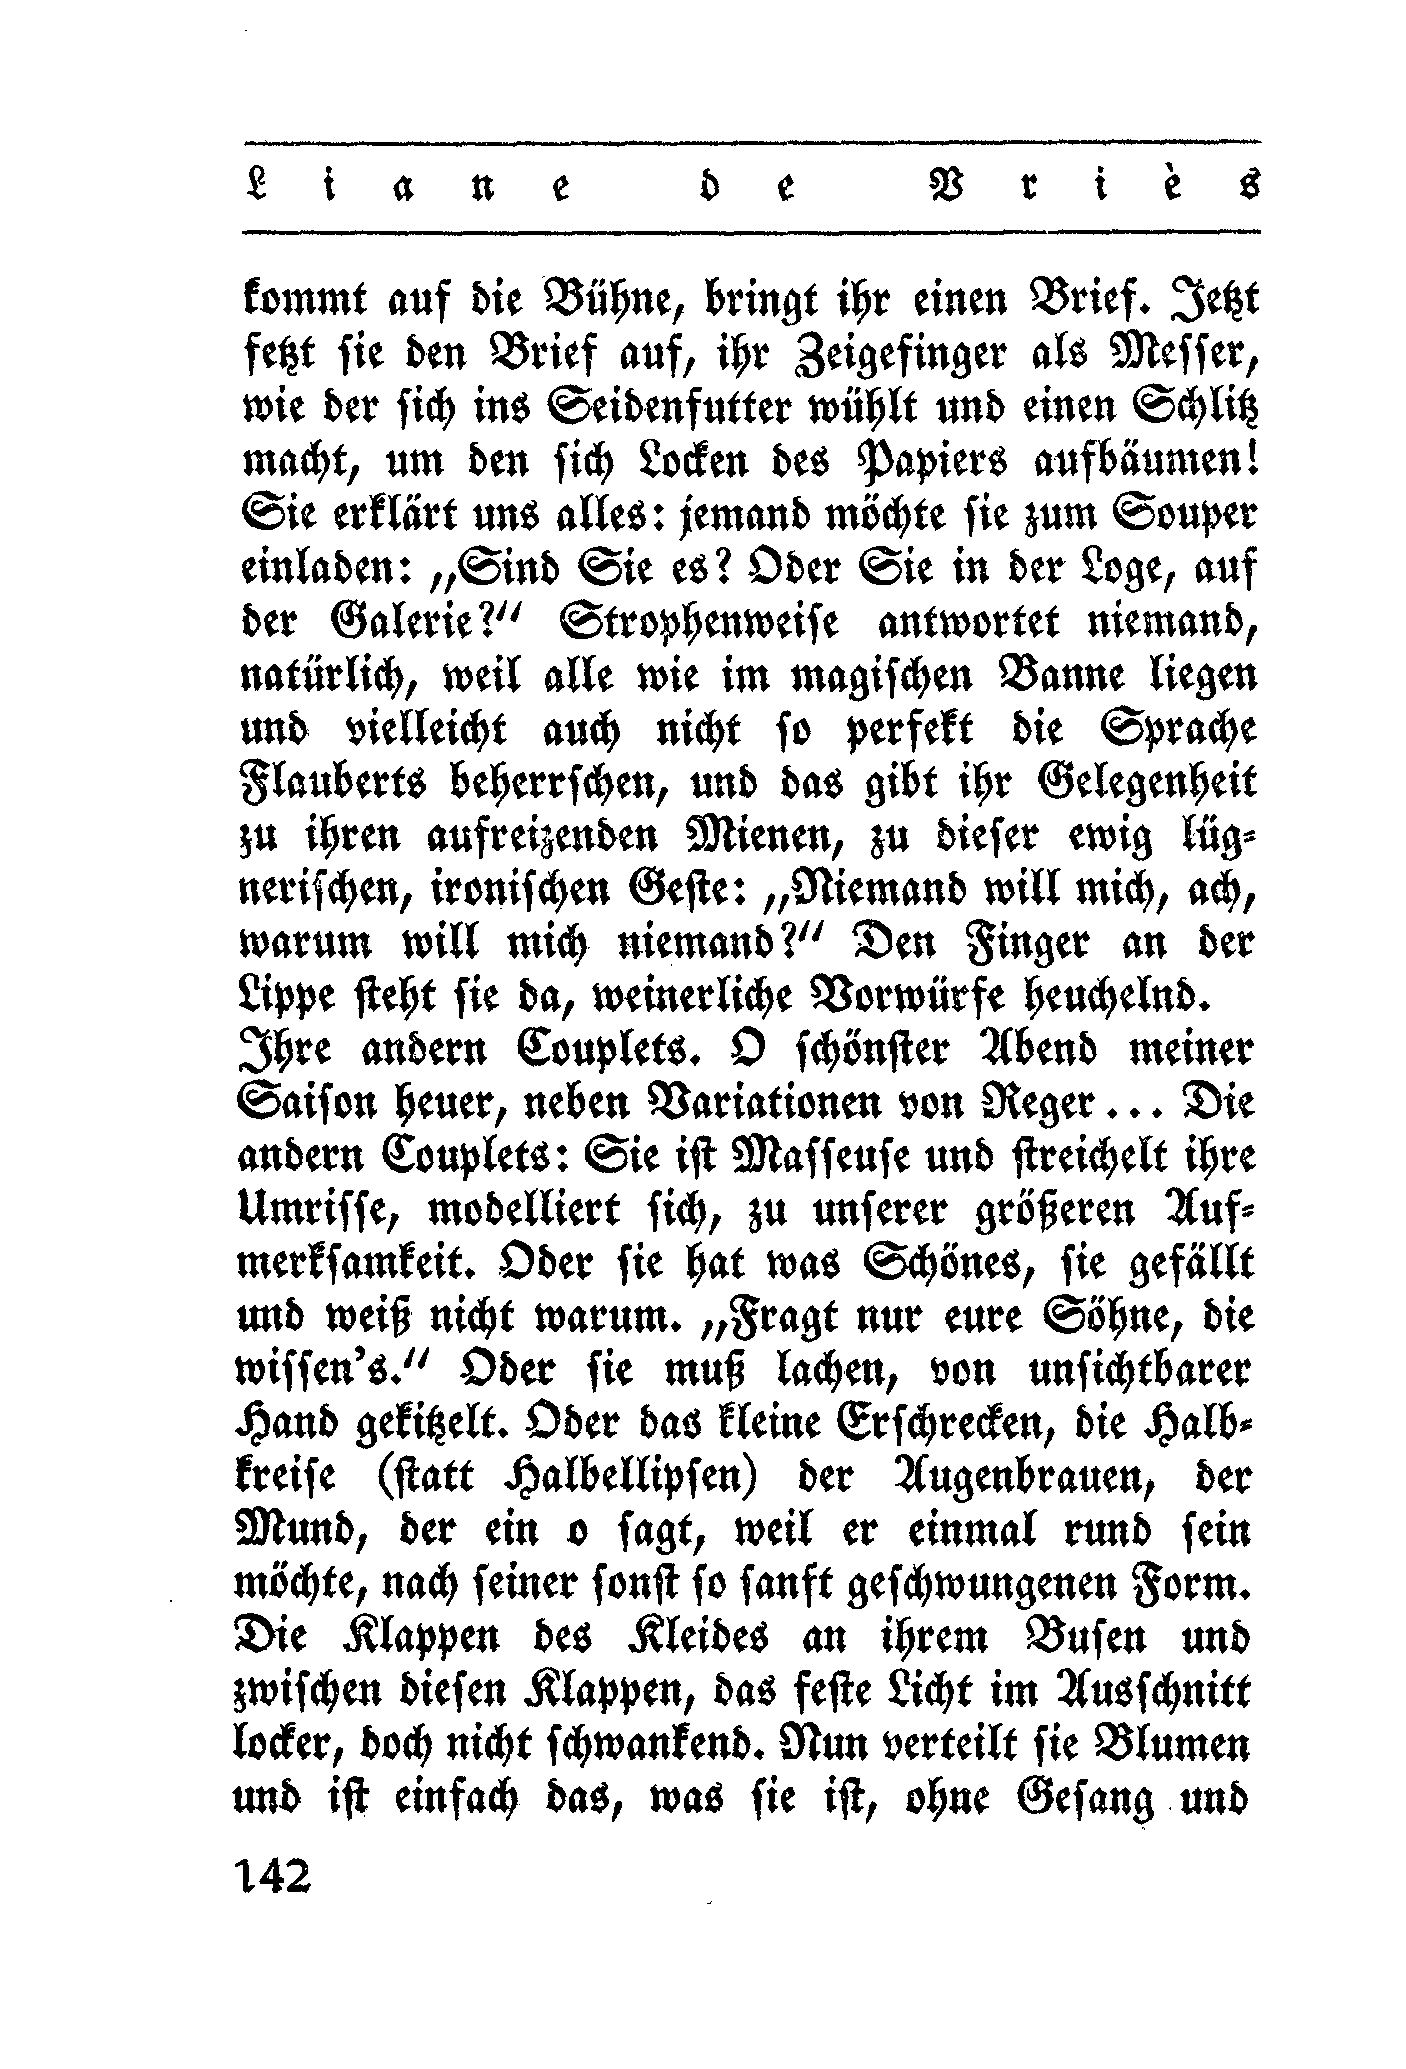 Liane de Vriès
kommt auf die Bühne, bringt ihr einen Brief. Jetzt
fetzt sie den Brief auf, ihr Zeigefinger als Messer,
wie der sich ins Seidenfutter wühlt und einen Schlitz
macht, um den sich Locken des Papiers aufbäumen!
Sie erklärt uns alles: jemand möchte sie zum Souper
einladen: „Sind Sie es? Oder Sie in der Loge, auf
der Galerie?“ Strophenweise antwortet niemand,
natürlich, weil alle wie im magischen Banne liegen
und vielleicht auch nicht so perfekt die Sprache
Flauberts beherrschen, und das gibt ihr Gelegenheit
zu ihren aufreizenden Mienen, zu dieser ewig lüg-
nerischen, ironischen Geste: „Niemand will mich, ach,
warum will mich niemand?“ Den Finger an der
Lippe steht sie da, weinerliche Vorwürfe heuchelnd.
Ihre andern Couplets. O schönster Abend meiner
Saison heuer, neben Variationen von Reger... Die
andern Couplets: Sie ist Masseuse und streichelt ihre
Umrisse, modelliert sich, zu unserer größeren Auf-
merksamkeit. Oder sie hat was Schönes, sie gefällt
und weiß nicht warum. „Fragt nur eure Söhne, die
wissen’s.“ Oder sie muß lachen, von unsichtbarer
Hand gekitzelt. Oder das kleine Erschrecken, die Halb-
kreise (statt Halbellipsen) der Augenbrauen, der
Mund, der ein o sagt, weil er einmal rund sein
möchte, nach seiner sonst so sanft geschwungenen Form.
Die Klappen des Kleides an ihrem Busen und
zwischen diesen Klappen, das feste Licht im Ausschnitt
locker, doch nicht schwankend. Nun verteilt sie Blumen
und ist einfach das, was sie ist, ohne Gesang und
142